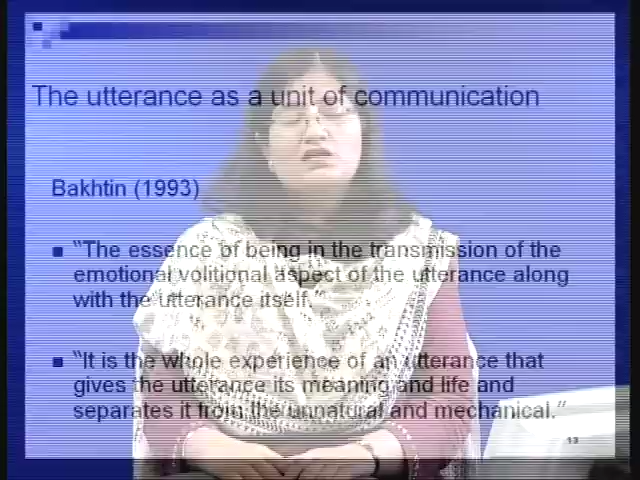 The utterance as a unit of communication
Bakhtin (1993)
"The essence of being in the transmission of the
emotional volitional aspect of the utterance along
with the utterance itself."
"It is the whole experience of an utterance that
gives the utterance its meaning and life and
separates it from the unnatural and mechanical."
13